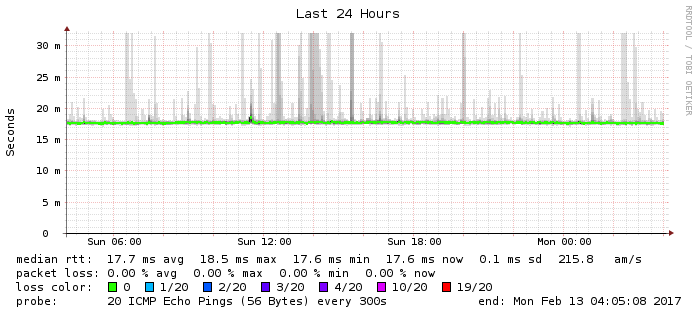 Last 24 Hours
RRDTOOL / TOBI OETIKER
Seconds
30 m
25 m
20 m
15 m
10 m
5 m
0
Sun 06:00 Sun 12:00 Sun 18:00 Mon 00:00
median rtt: 17.7 ms avg 18.5 ms max 17.6 ms min 17.6 ms now 0.1 ms sd 215.8 am/s
packet loss: 0.00 % avg 0.00 % max 0.00 % min 0.00 % now
loss color: 0 1/20 2/20 3/20 4/20 10/20 19/20
probe: 20 ICMP Echo Pings (56 Bytes) every 300s end: Mon Feb 13 04:05:08 2017